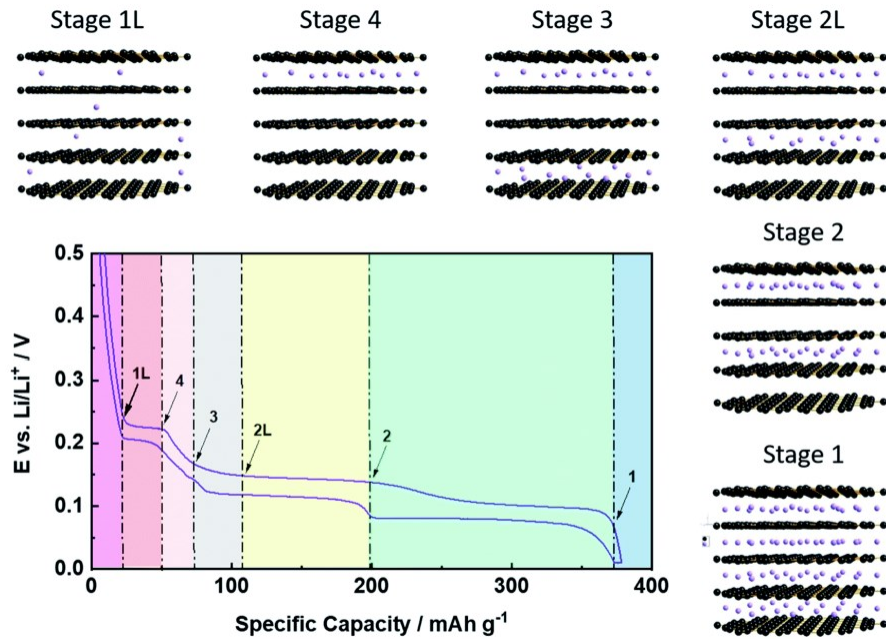 Stage 1L
Stage 4
Stage 3
Stage 2L
Stage 2
Stage 1
E vs. Li/Li⁺ / V
0.5
0.4
0.3
0.2
0.1
0.0
1L
4
3
2L
2
1
0
100
200
300
400
Specific Capacity / mAh g⁻¹